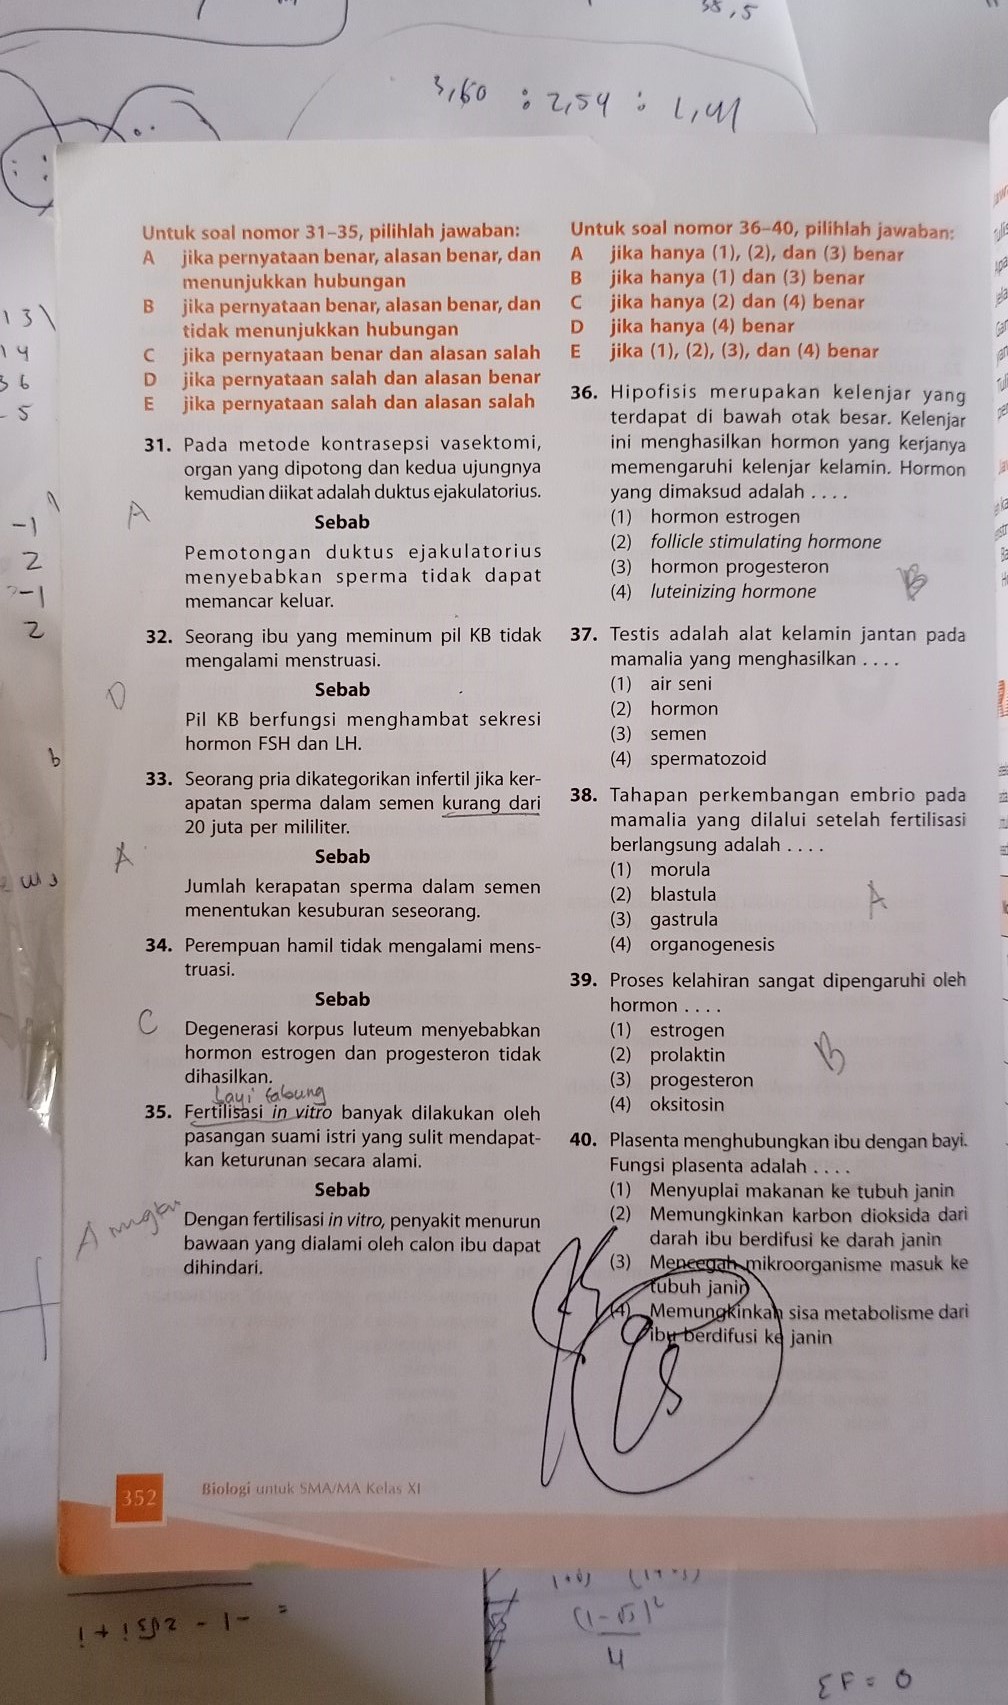 38,5
3,60 : 2,54 : 1,41
Untuk soal nomor 31–35, pilihlah jawaban:
A jika pernyataan benar, alasan benar, dan
menunjukkan hubungan
B jika pernyataan benar, alasan benar, dan
tidak menunjukkan hubungan
C jika pernyataan benar dan alasan salah
D jika pernyataan salah dan alasan benar
E jika pernyataan salah dan alasan salah
31. Pada metode kontrasepsi vasektomi,
organ yang dipotong dan kedua ujungnya
kemudian diikat adalah duktus ejakulatorius.
A
Sebab
Pemotongan duktus ejakulatorius
menyebabkan sperma tidak dapat
memancar keluar.
32. Seorang ibu yang meminum pil KB tidak
mengalami menstruasi.
D
Sebab
Pil KB berfungsi menghambat sekresi
hormon FSH dan LH.
33. Seorang pria dikategorikan infertil jika ker-
apatan sperma dalam semen kurang dari
20 juta per mililiter.
A
Sebab
Jumlah kerapatan sperma dalam semen
menentukan kesuburan seseorang.
34. Perempuan hamil tidak mengalami mens-
truasi.
Sebab
C
Degenerasi korpus luteum menyebabkan
hormon estrogen dan progesteron tidak
dihasilkan.
bayi tabung
35. Fertilisasi in vitro banyak dilakukan oleh
pasangan suami istri yang sulit mendapat-
kan keturunan secara alami.
Sebab
A mngkn
Dengan fertilisasi in vitro, penyakit menurun
bawaan yang dialami oleh calon ibu dapat
dihindari.
Untuk soal nomor 36–40, pilihlah jawaban:
A jika hanya (1), (2), dan (3) benar
B jika hanya (1) dan (3) benar
C jika hanya (2) dan (4) benar
D jika hanya (4) benar
E jika (1), (2), (3), dan (4) benar
36. Hipofisis merupakan kelenjar yang
terdapat di bawah otak besar. Kelenjar
ini menghasilkan hormon yang kerjanya
memengaruhi kelenjar kelamin. Hormon
yang dimaksud adalah . . . .
(1) hormon estrogen
(2) follicle stimulating hormone
(3) hormon progesteron
B
(4) luteinizing hormone
37. Testis adalah alat kelamin jantan pada
mamalia yang menghasilkan . . . .
(1) air seni
(2) hormon
(3) semen
(4) spermatozoid
38. Tahapan perkembangan embrio pada
mamalia yang dilalui setelah fertilisasi
berlangsung adalah . . . .
(1) morula
(2) blastula
A
(3) gastrula
(4) organogenesis
39. Proses kelahiran sangat dipengaruhi oleh
hormon . . . .
(1) estrogen
(2) prolaktin
B
(3) progesteron
(4) oksitosin
40. Plasenta menghubungkan ibu dengan bayi.
Fungsi plasenta adalah . . . .
(1) Menyuplai makanan ke tubuh janin
(2) Memungkinkan karbon dioksida dari
darah ibu berdifusi ke darah janin
(3) Mencegah mikroorganisme masuk ke
tubuh janin
(4) Memungkinkan sisa metabolisme dari
ibu berdifusi ke janin
352
Biologi untuk SMA/MA Kelas XI
13
14
36
-5
-1
2
-1
2
b
(1-√5)²
4
ΣF = 0